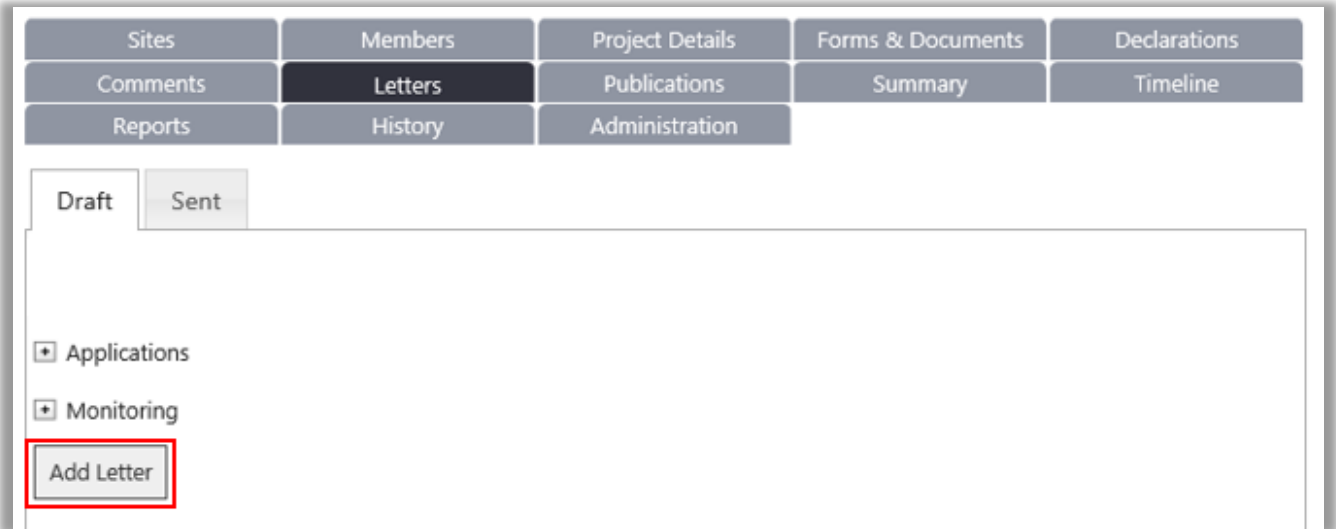 Sites Members Project Details Forms & Documents Declarations
Comments Letters Publications Summary Timeline
Reports History Administration
Draft Sent
Applications
Monitoring
Add Letter